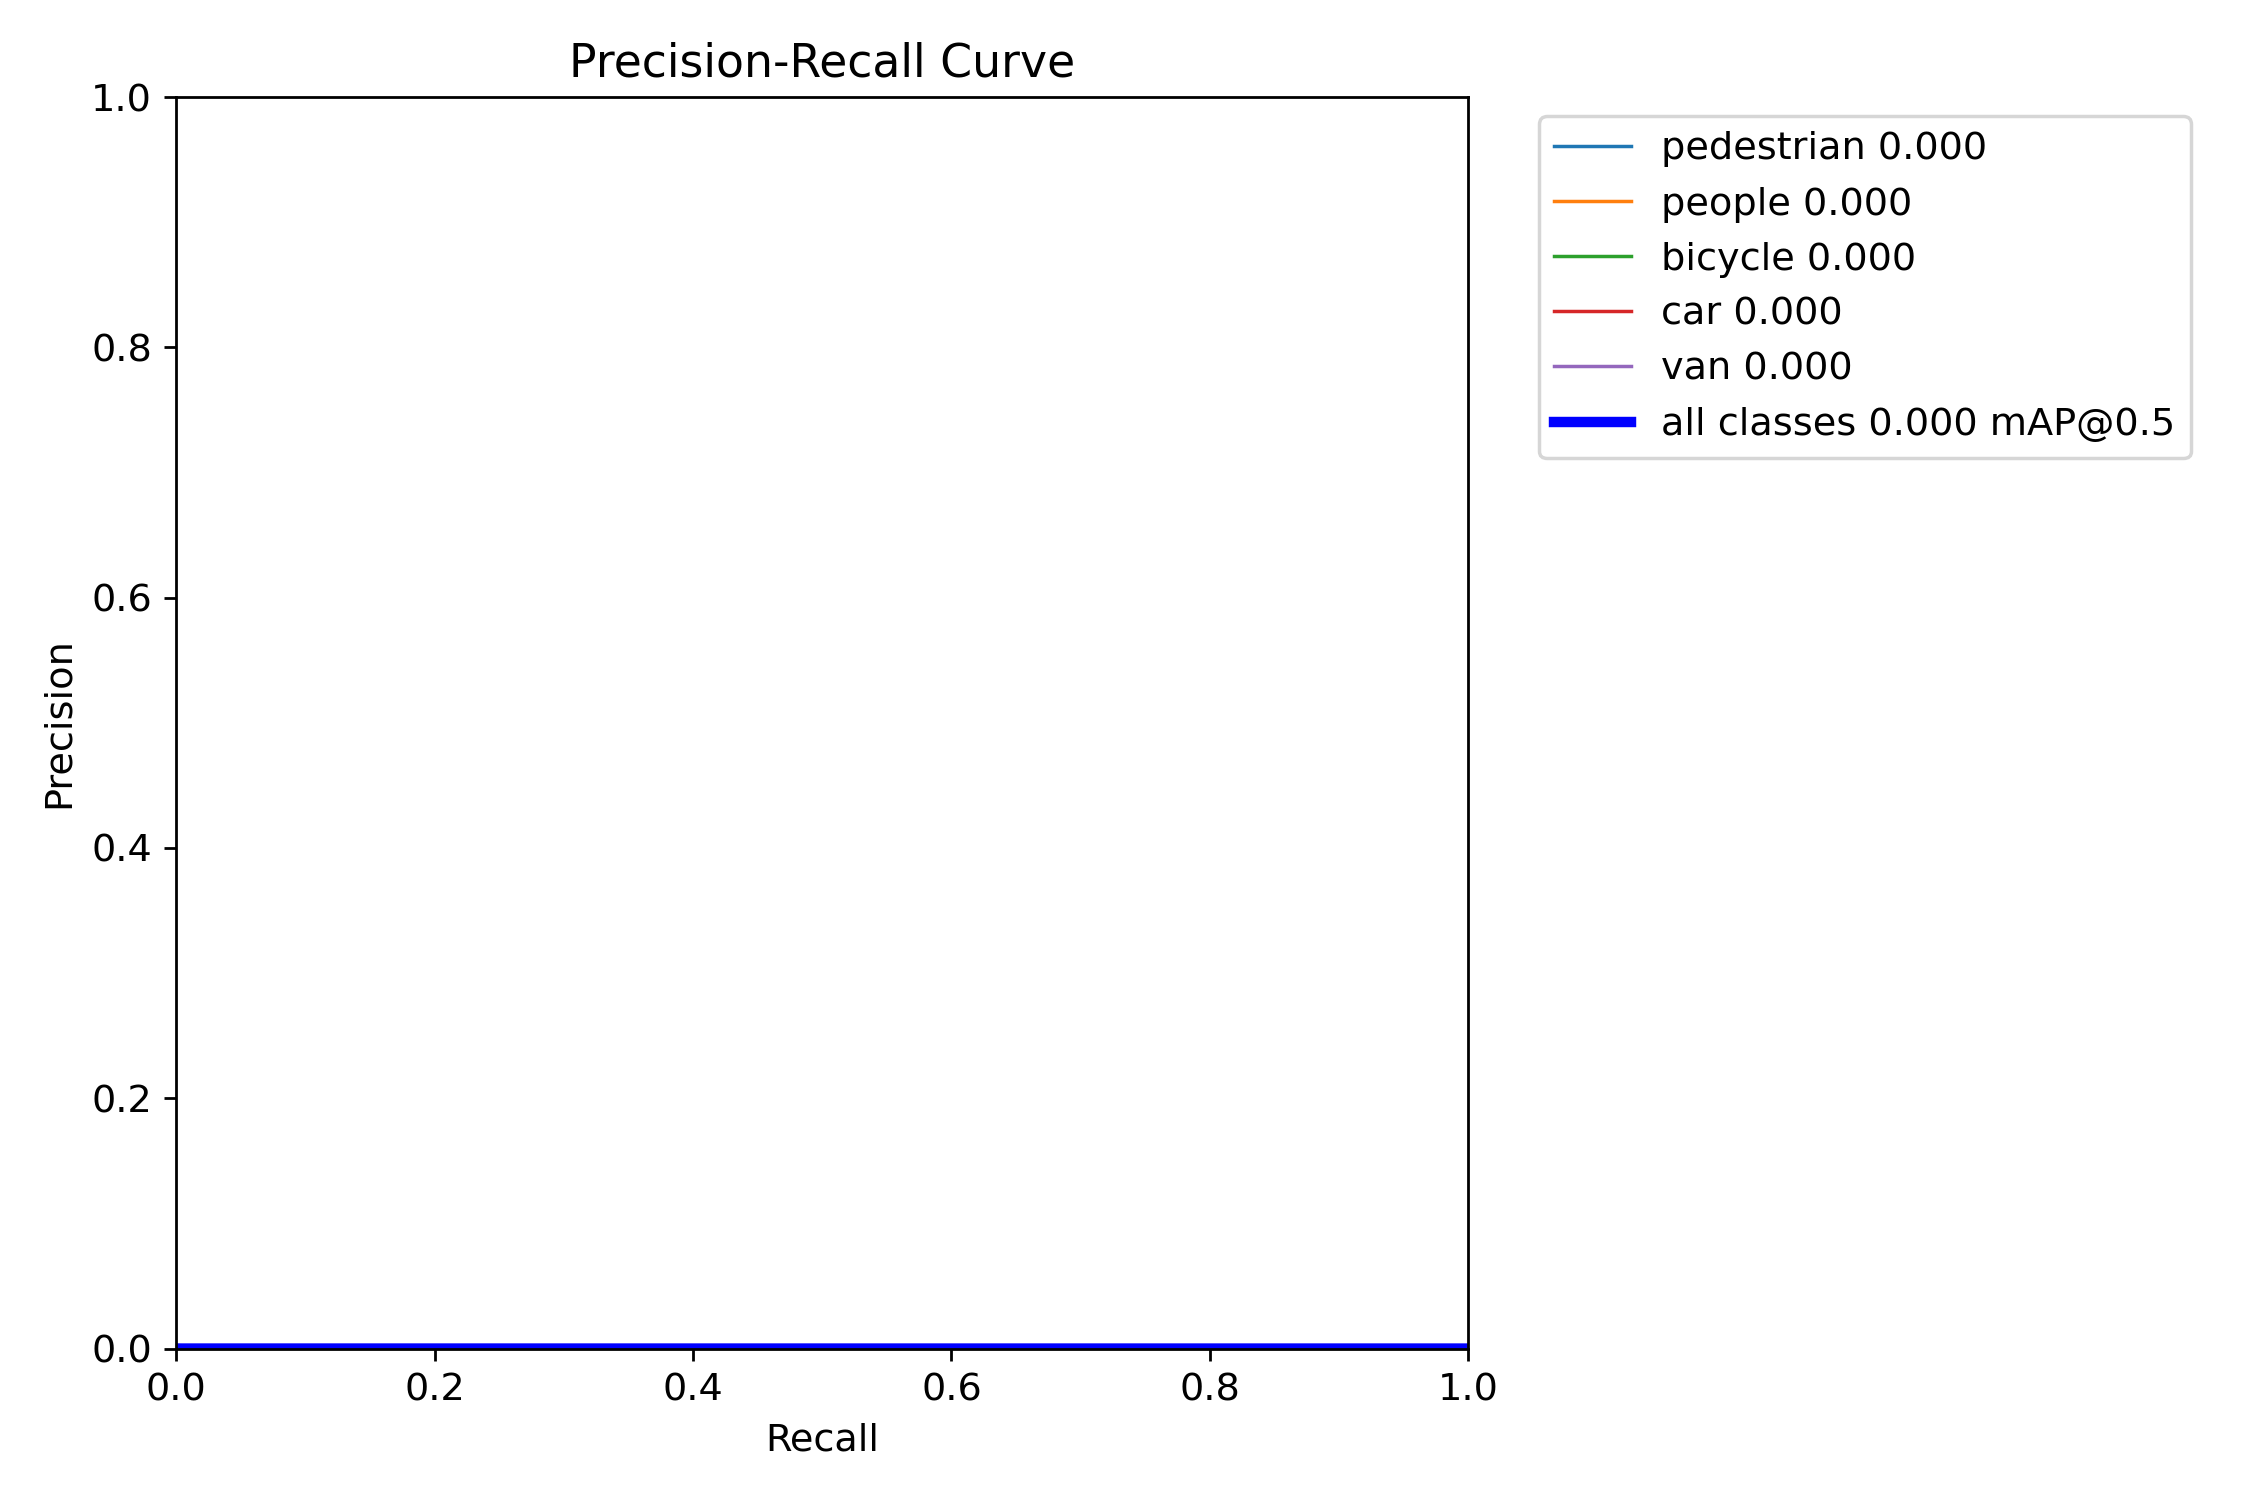 Precision-Recall Curve
1.0
0.8
0.6
0.4
0.2
0.0
Precision
0.0 0.2 0.4 0.6 0.8 1.0
Recall
pedestrian 0.000
people 0.000
bicycle 0.000
car 0.000
van 0.000
all classes 0.000 mAP@0.5